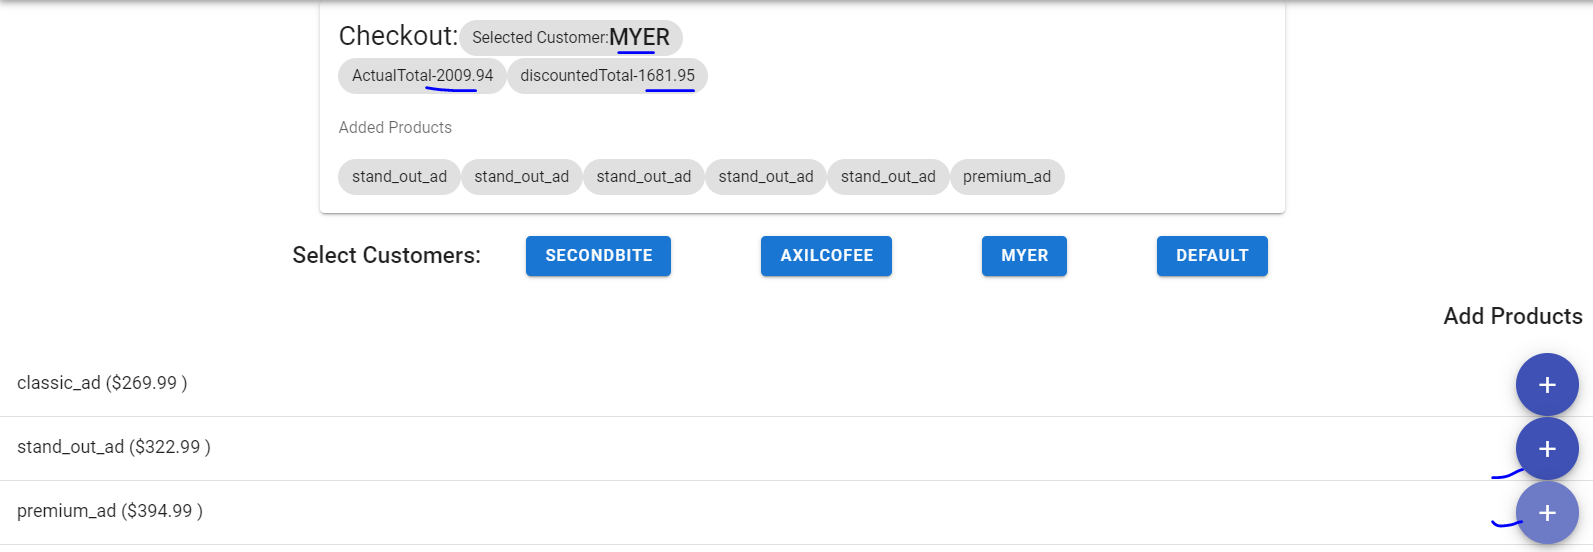 Checkout: Selected Customer:MYER
ActualTotal-2009.94 discountedTotal-1681.95
Added Products
stand_out_ad stand_out_ad stand_out_ad stand_out_ad stand_out_ad premium_ad
Select Customers: SECONDBITE AXILCOFEE MYER DEFAULT
Add Products
classic_ad ($269.99 ) +
stand_out_ad ($322.99 ) +
premium_ad ($394.99 ) +